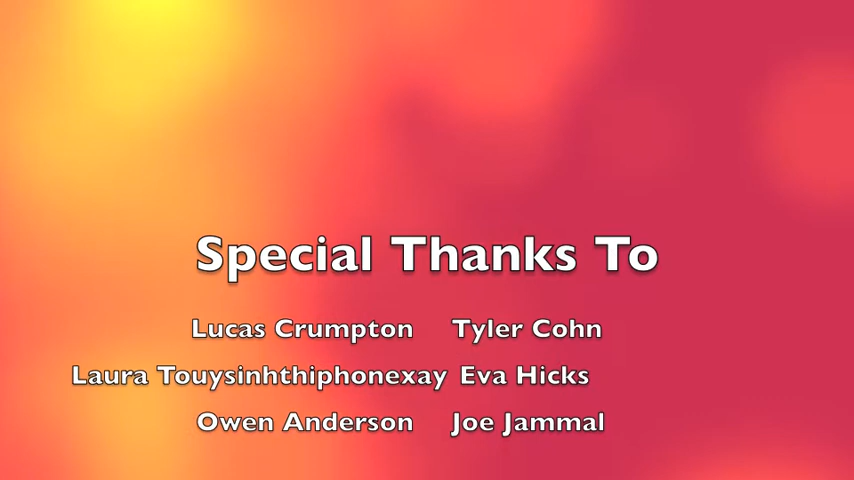 Special Thanks To
Lucas Crumpton Tyler Cohn
Laura Touysinhthiphonexay Eva Hicks
Owen Anderson Joe Jammal